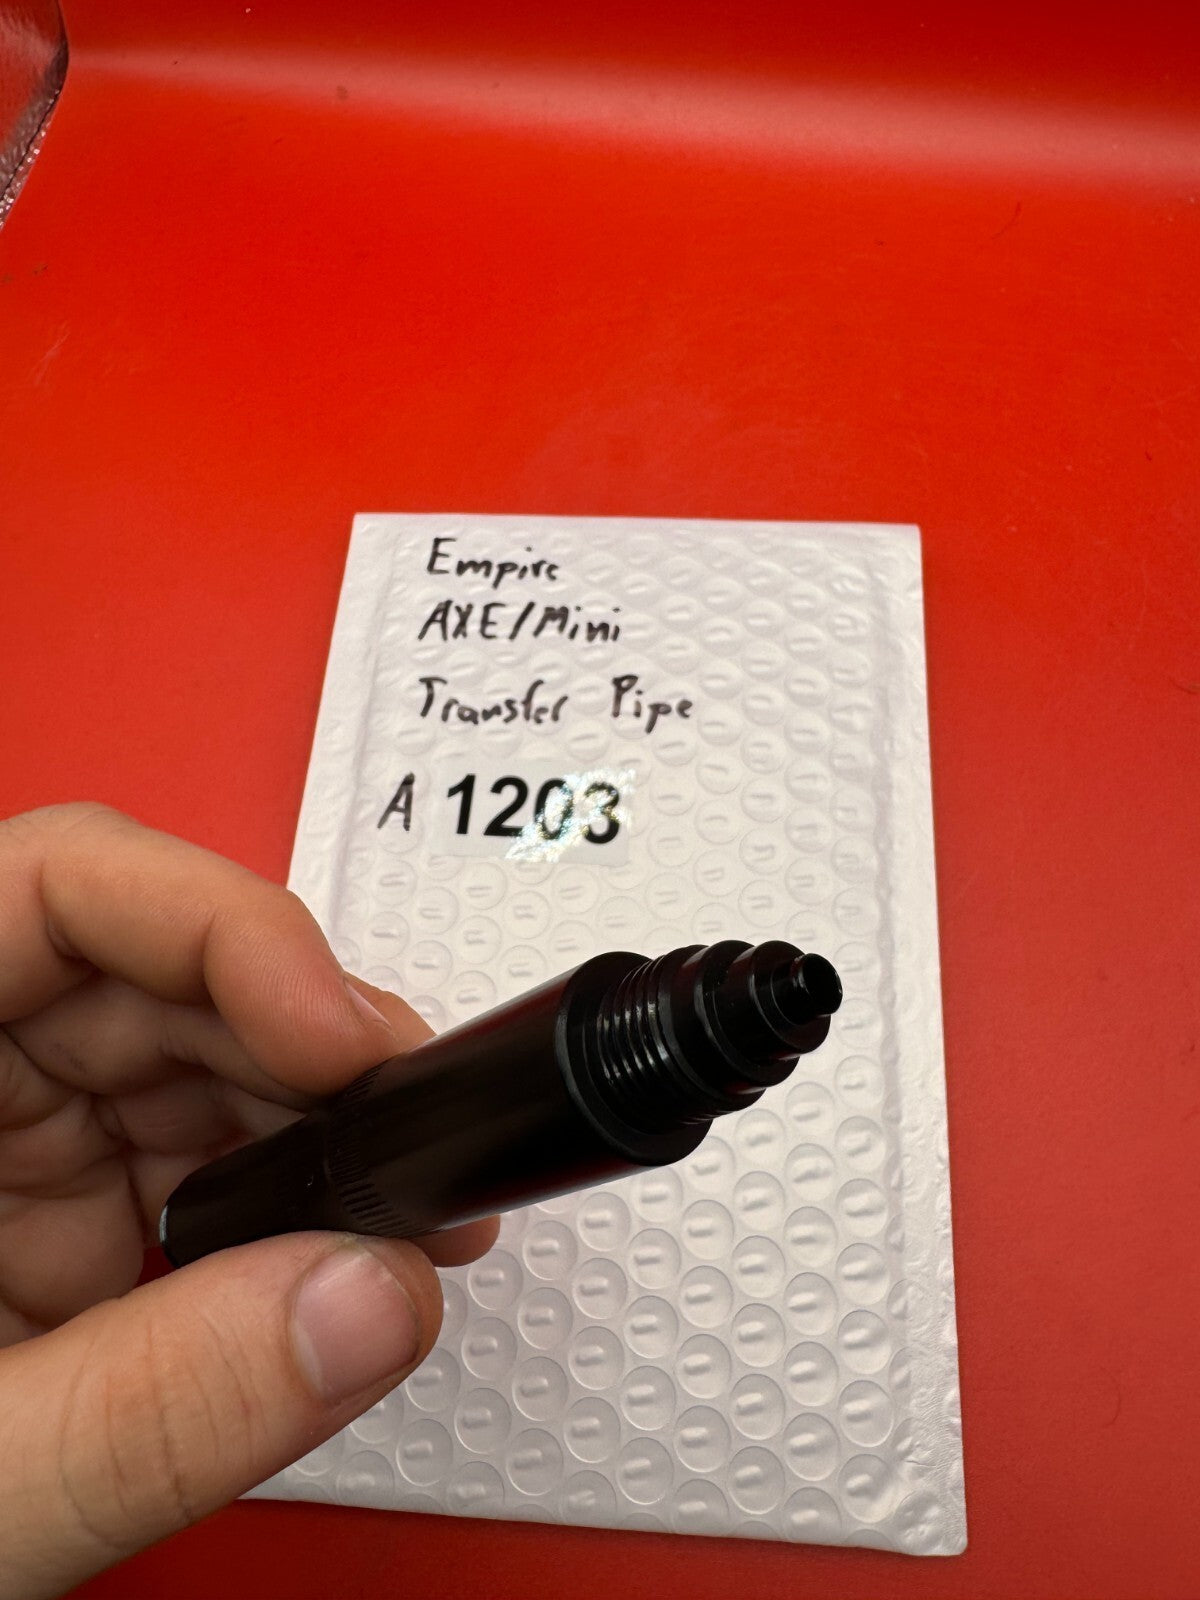 Empire
AXE/Mini
Transfer Pipe
A 1203